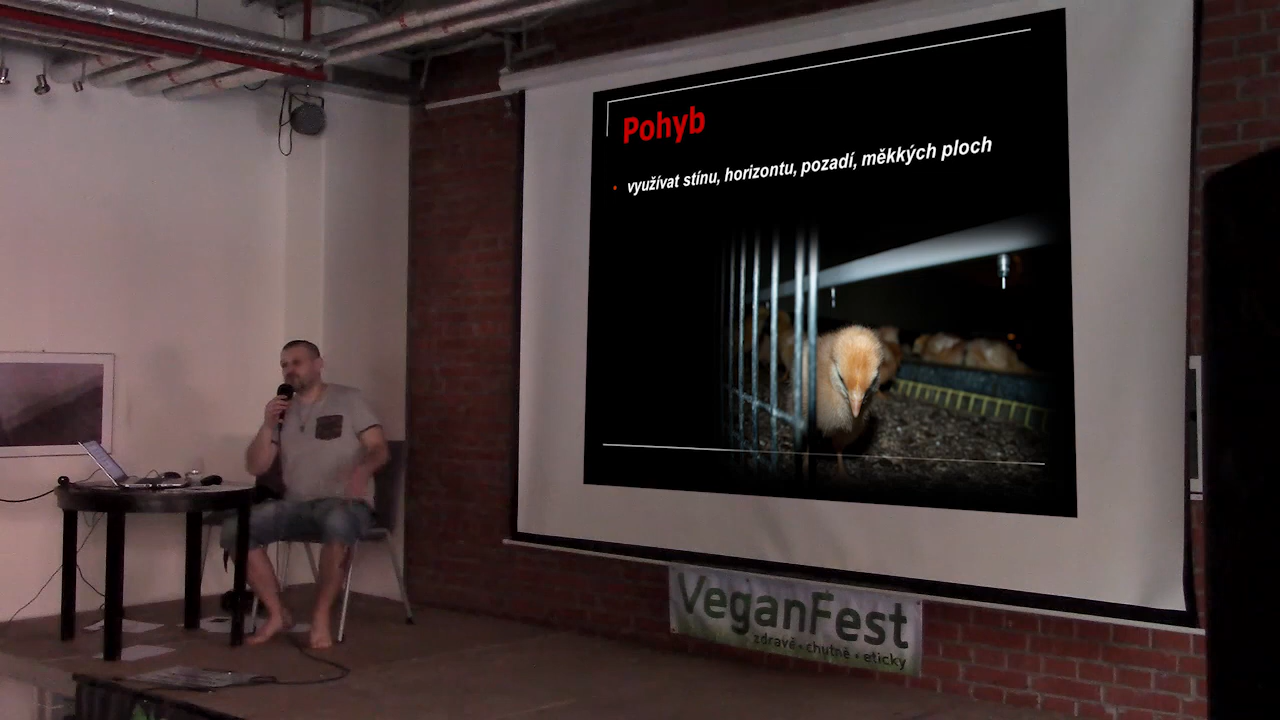 Pohyb
• využívat stínu, horizontu, pozadí, měkkých ploch
VeganFest
zdravě • chutně • eticky